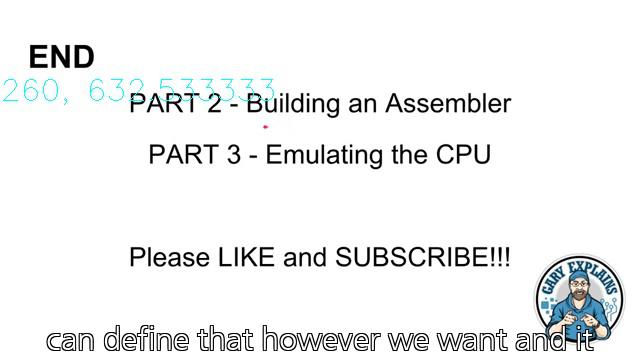 END
260, 632.533333
PART 2 - Building an Assembler
PART 3 - Emulating the CPU
Please LIKE and SUBSCRIBE!!!
GARY EXPLAINS
can define that however we want and it